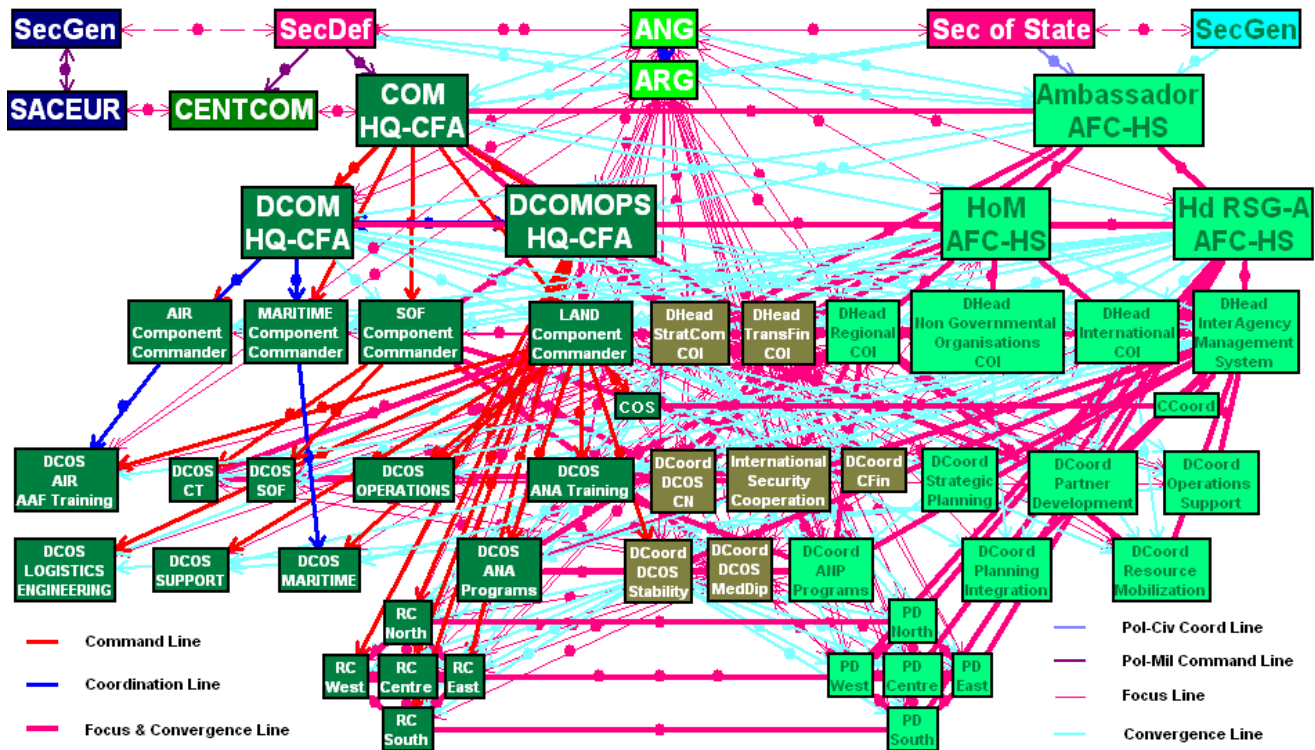 SecGen
SecDef
ANG
Sec of State
SecGen
ARG
SACEUR
CENTCOM
COM
HQ-CFA
Ambassador
AFC-HS
DCOM
HQ-CFA
DCOMOPS
HQ-CFA
HoM
AFC-HS
Hd RSG-A
AFC-HS
AIR
Component
Commander
MARITIME
Component
Commander
SOF
Component
Commander
LAND
Component
Commander
DHead
StratCom
COI
DHead
TransFin
COI
DHead
Regional
COI
DHead
Non Governmental
Organisations
COI
DHead
International
COI
DHead
InterAgency
Management
System
COS
CCoord
DCOS
AIR
AAF Training
DCOS
CT
DCOS
SOF
DCOS
OPERATIONS
DCOS
ANA Training
DCoord
DCOS
CN
International
Security
Cooperation
DCoord
CFin
DCoord
Strategic
Planning
DCoord
Partner
Development
DCoord
Operations
Support
DCOS
LOGISTICS
ENGINEERING
DCOS
SUPPORT
DCOS
MARITIME
DCOS
ANA
Programs
DCoord
DCOS
Stability
DCoord
DCOS
MedDip
DCoord
ANP
Programs
DCoord
Planning
Integration
DCoord
Resource
Mobilization
RC
North
PD
North
RC
West
RC
Centre
RC
East
PD
West
PD
Centre
PD
East
RC
South
PD
South
Command Line
Coordination Line
Focus & Convergence Line
Pol-Civ Coord Line
Pol-Mil Command Line
Focus Line
Convergence Line